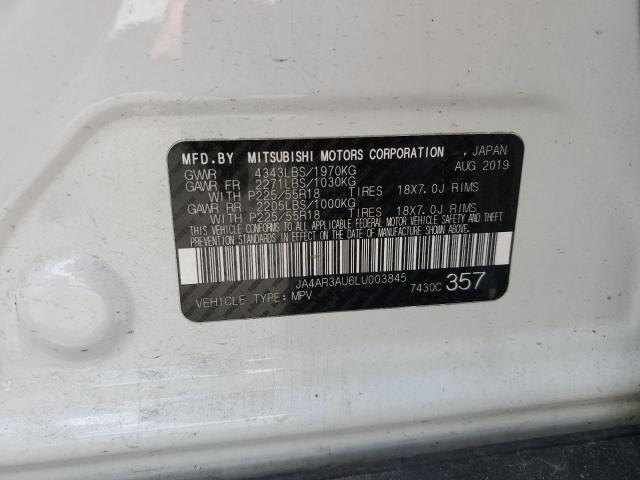 MFD.BY MITSUBISHI MOTORS CORPORATION , JAPAN
GVWR 4343LBS/1970KG AUG 2019
GAWR FR 2271LBS/1030KG
WITH P225/55R18 TIRES 18X7.0J RIMS
GAWR RR 2205LBS/1000KG
WITH P225/55R18 TIRES 18X7.0J RIMS
THIS VEHICLE CONFORMS TO ALL APPLICABLE FEDERAL MOTOR VEHICLE SAFETY AND THEFT
PREVENTION STANDARDS IN EFFECT ON THE DATE OF MANUFACTURE SHOWN ABOVE.
JA4AR3AU6LU003845
VEHICLE TYPE: MPV 7430C 357